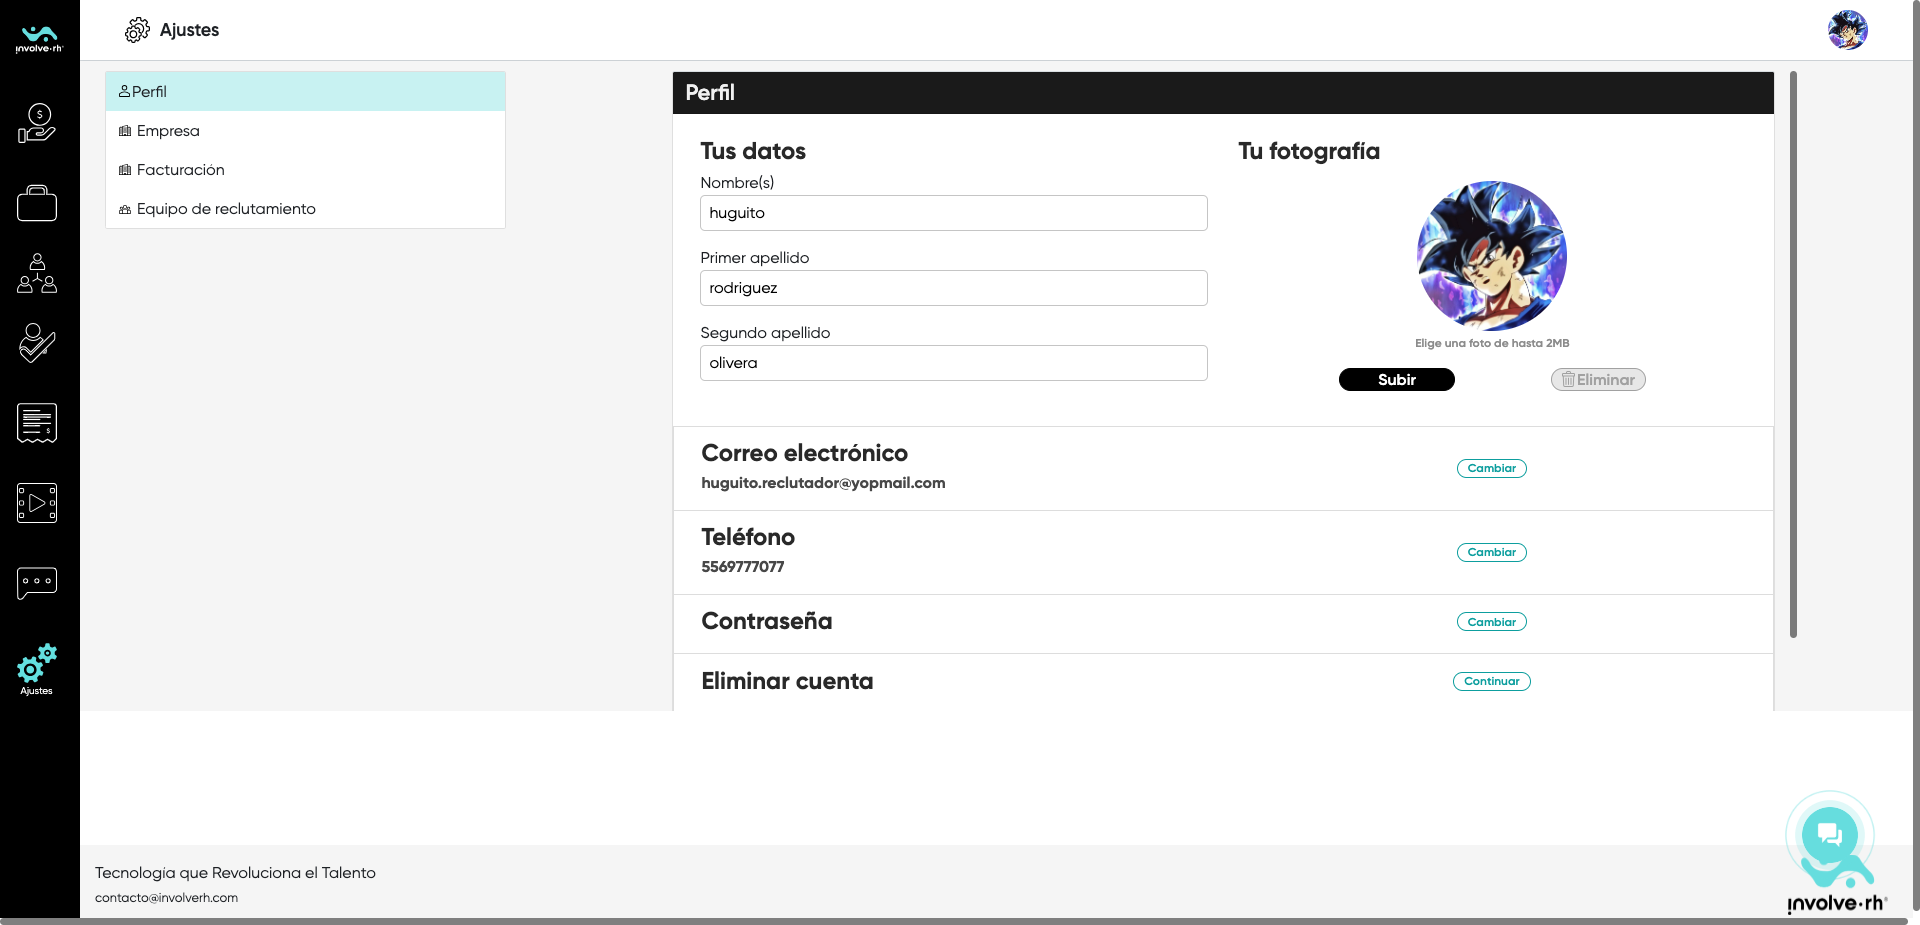 involve·rh
Ajustes
Perfil
Empresa
Facturación
Equipo de reclutamiento
Ajustes
Perfil
Tus datos
Nombre(s)
huguito
Primer apellido
rodriguez
Segundo apellido
olivera
Tu fotografía
Elige una foto de hasta 2MB
Subir
Eliminar
Correo electrónico
huguito.reclutador@yopmail.com
Cambiar
Teléfono
5569777077
Cambiar
Contraseña
Cambiar
Eliminar cuenta
Continuar
Tecnología que Revoluciona el Talento
contacto@involverh.com
involve·rh